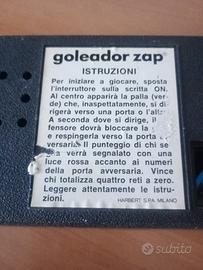 goleador zap
ISTRUZIONI
Per iniziare a giocare, sposta
l'interruttore sulla scritta ON.
Al centro apparirà la palla (ver-
de) che, inaspettatamente, si di-
rigerà verso una porta o l'alt
A seconda dove si dirige, il
fensore dovrà bloccare la
e respingerla verso la porta av-
versaria. Il punteggio di chi se
gna verrà segnalato con una
luce rossa accanto ai numeri
della porta avversaria. Vince
chi totalizza quattro reti a zero.
Leggere attentamente le istru-
zioni.
HARBERT S.P.A. MILANO
subito